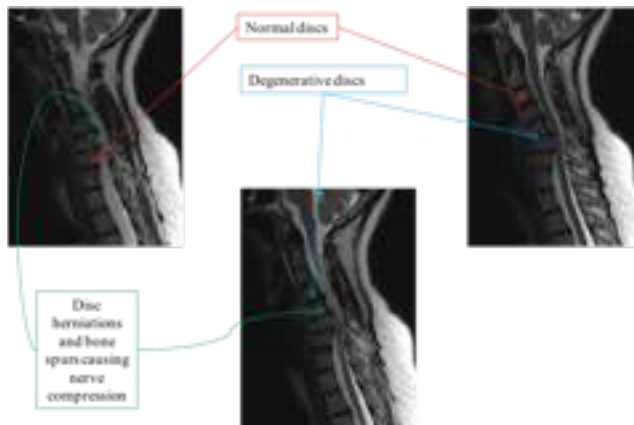 Normal discs
Degenerative discs
Disc
herniations
and bone
spurs causing
nerve
compression